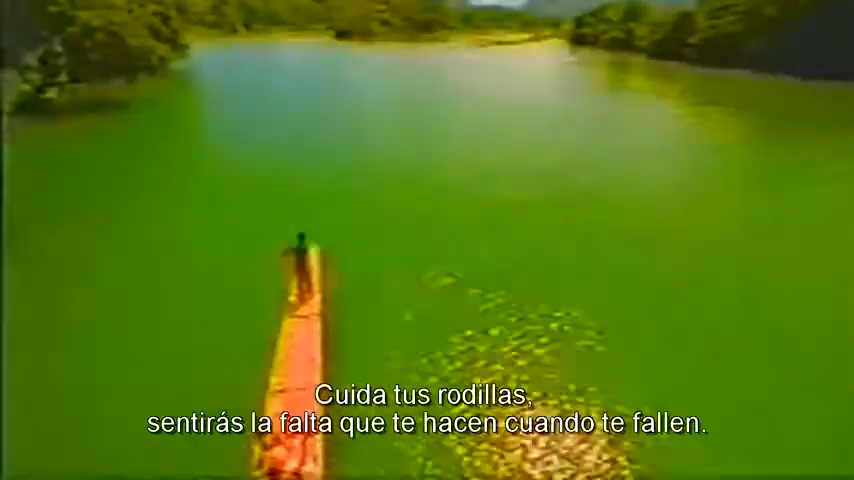 Cuida tus rodillas,
sentirás la falta que te hacen cuando te fallen.